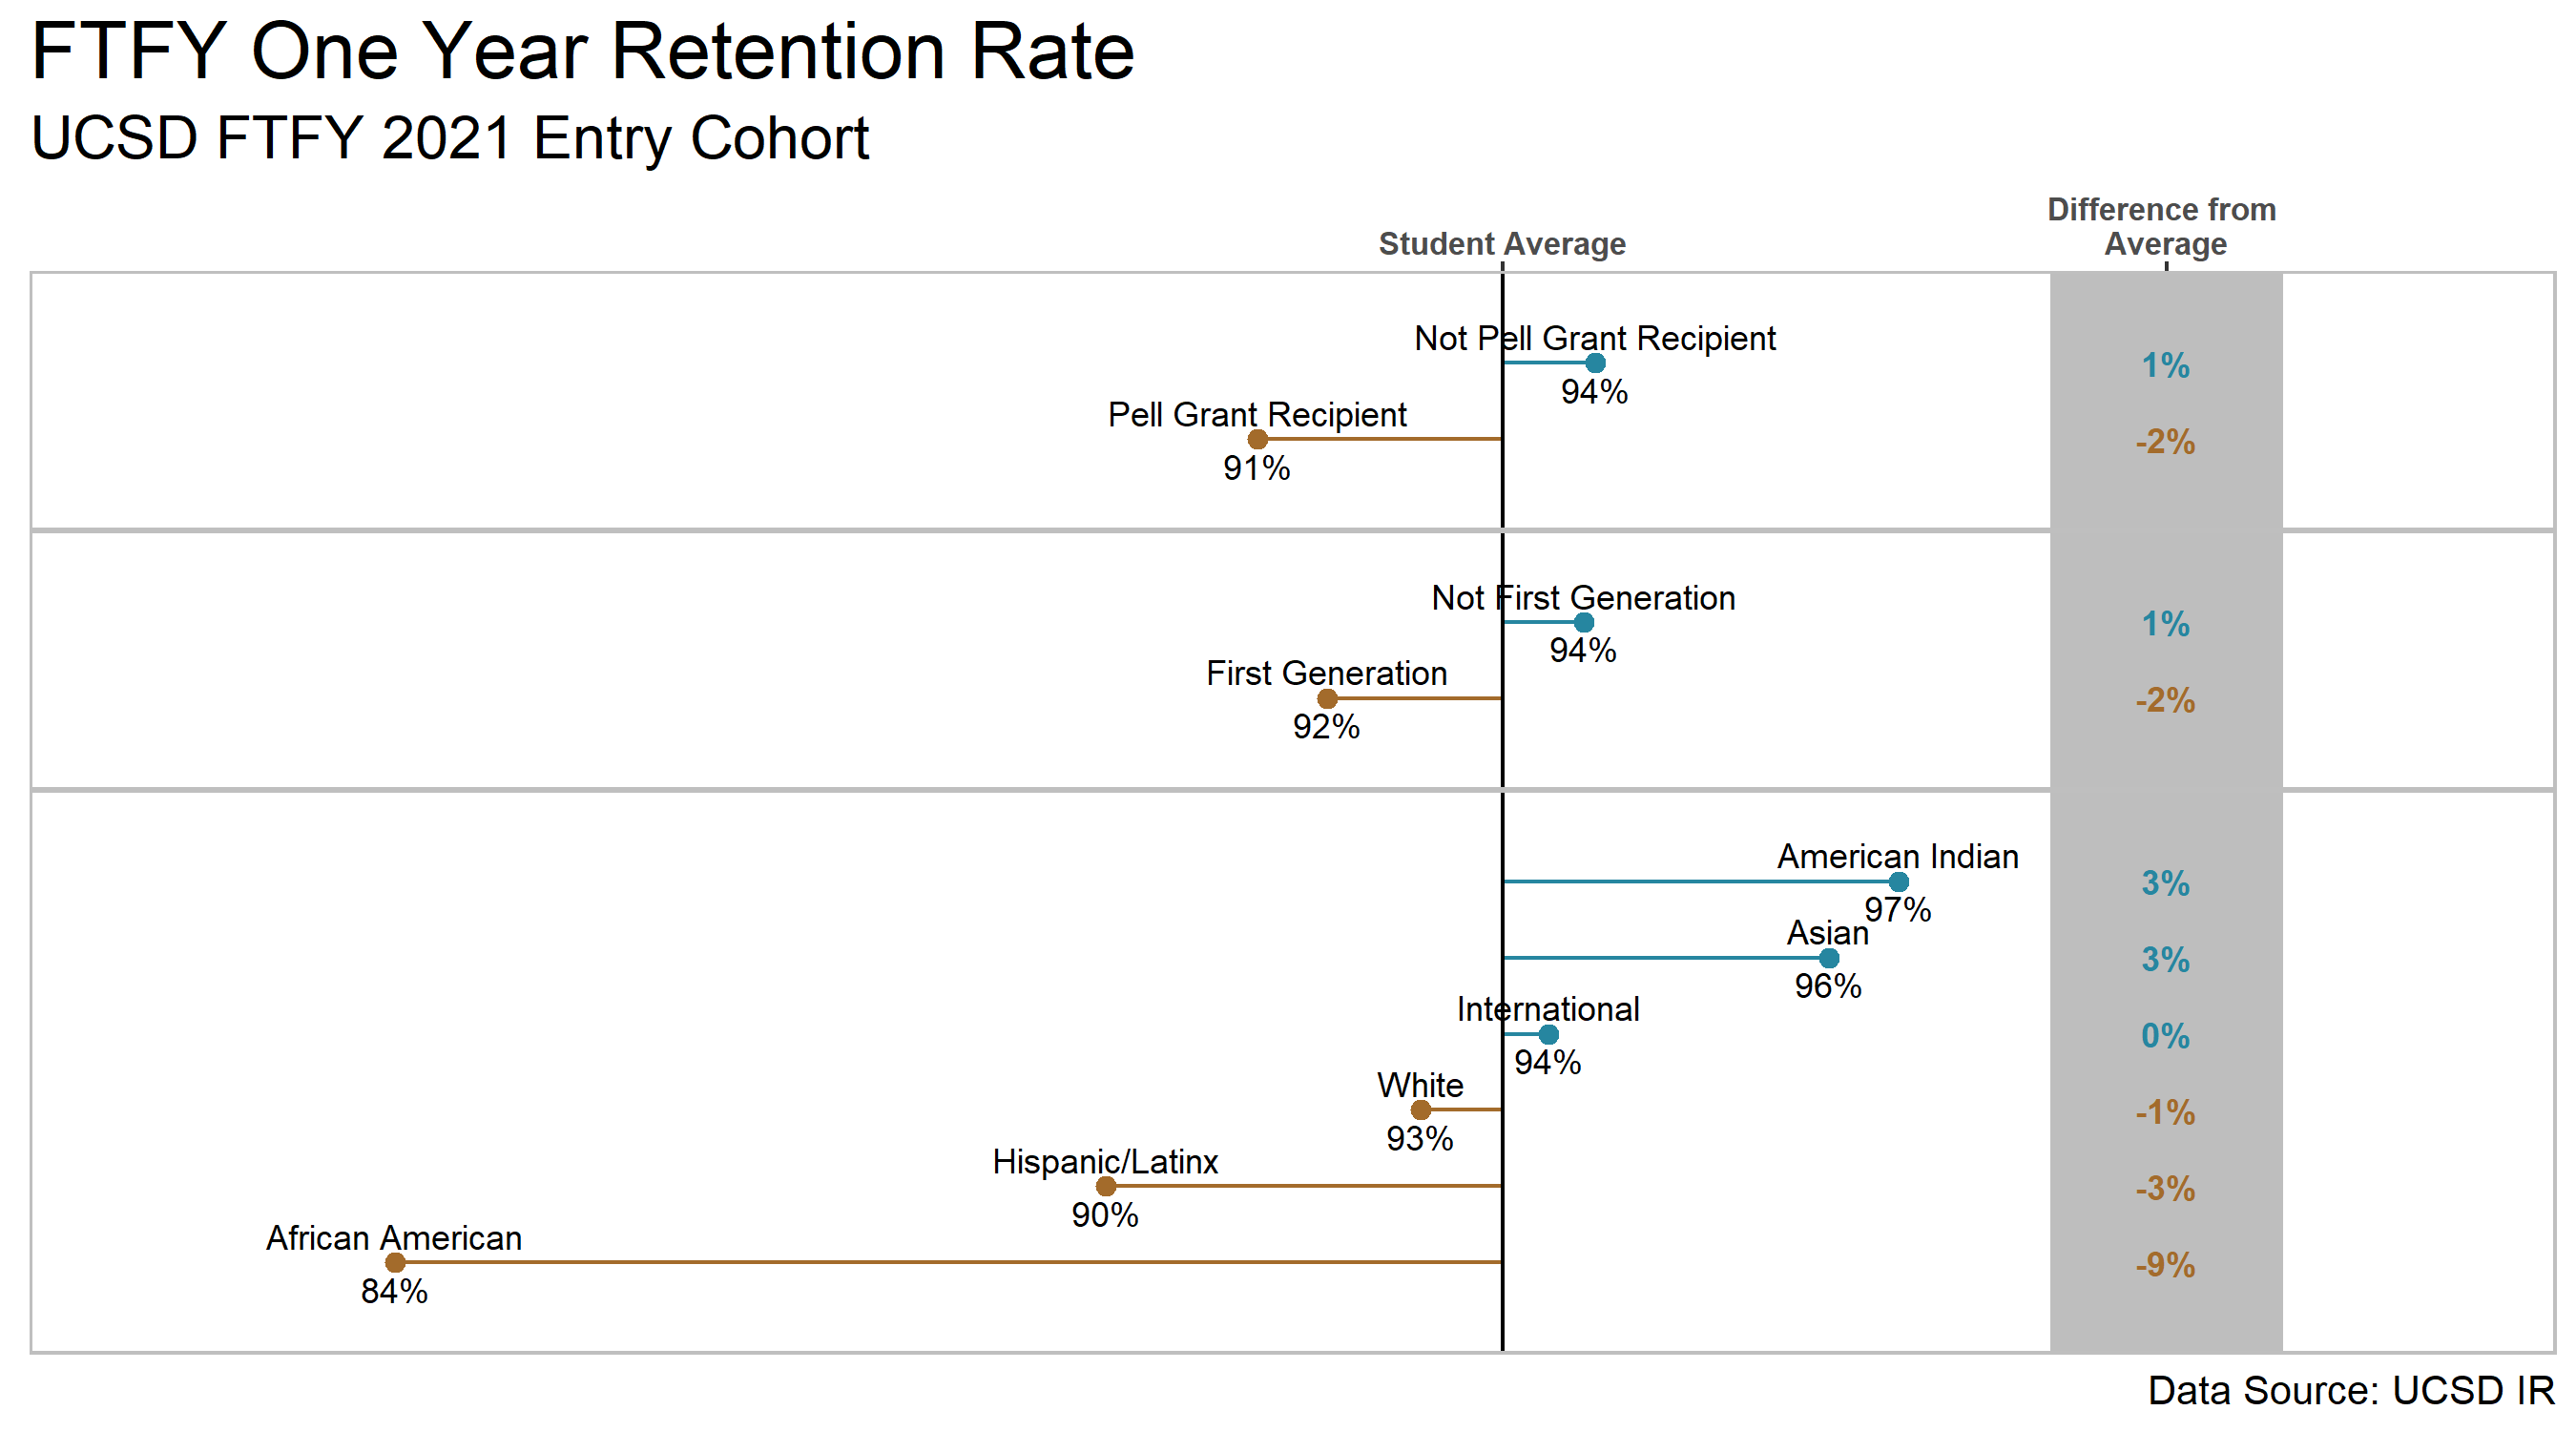 FTFY One Year Retention Rate
UCSD FTFY 2021 Entry Cohort
Difference from
Student Average
Average
Not Pell Grant Recipient
1%
94%
Pell Grant Recipient
-2%
91%
Not First Generation
1%
94%
First Generation
-2%
92%
American Indian
3%
97%
Asian
3%
96%
International
0%
94%
White
-1%
93%
Hispanic/Latinx
-3%
90%
African American
-9%
84%
Data Source: UCSD IR